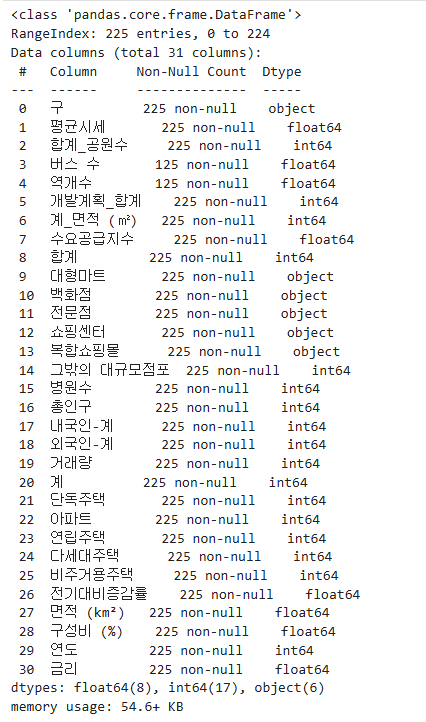 <class 'pandas.core.frame.DataFrame'>
RangeIndex: 225 entries, 0 to 224
Data columns (total 31 columns):
 #   Column     Non-Null Count  Dtype
---  ------     --------------  -----
 0   구          225 non-null    object
 1   평균시세       225 non-null    float64
 2   합계_공원수     225 non-null    int64
 3   버스 수       125 non-null    float64
 4   역개수        125 non-null    float64
 5   개발계획_합계    225 non-null    int64
 6   계_면적 (㎡)   225 non-null    int64
 7   수요공급지수     225 non-null    float64
 8   합계         225 non-null    int64
 9   대형마트       225 non-null    object
 10  백화점        225 non-null    object
 11  전문점        225 non-null    object
 12  쇼핑센터       225 non-null    object
 13  복합쇼핑몰      225 non-null    object
 14  그밖의 대규모점포  225 non-null    int64
 15  병원수        225 non-null    int64
 16  총인구        225 non-null    int64
 17  내국인-계      225 non-null    int64
 18  외국인-계      225 non-null    int64
 19  거래량        225 non-null    int64
 20  계          225 non-null    int64
 21  단독주택       225 non-null    int64
 22  아파트        225 non-null    int64
 23  연립주택       225 non-null    int64
 24  다세대주택      225 non-null    int64
 25  비주거용주택     225 non-null    int64
 26  전기대비증감률    225 non-null    float64
 27  면적 (km²)   225 non-null    float64
 28  구성비 (%)    225 non-null    float64
 29  연도         225 non-null    int64
 30  금리         225 non-null    float64
dtypes: float64(8), int64(17), object(6)
memory usage: 54.6+ KB